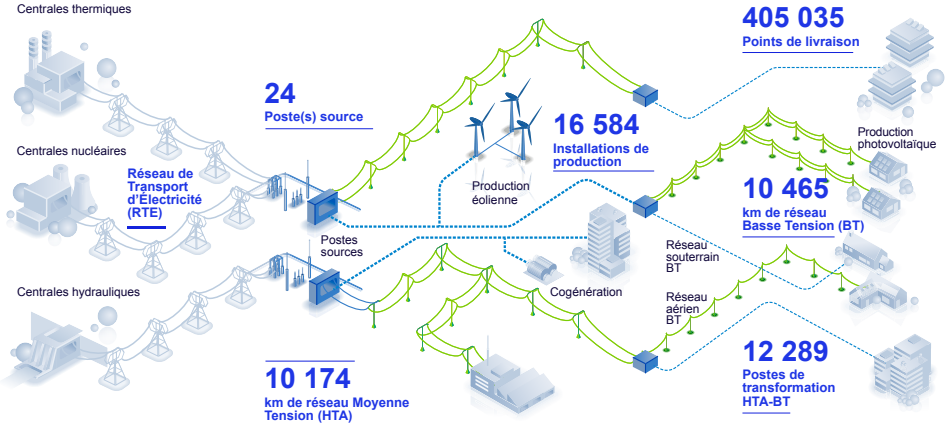 Centrales thermiques
405 035
Points de livraison
24
Poste(s) source
16 584
Installations de
production
Production
photovoltaïque
Centrales nucléaires
Réseau de
Transport
d'Électricité
(RTE)
Production
éolienne
10 465
km de réseau
Basse Tension (BT)
Postes
sources
Réseau
souterrain
BT
Centrales hydrauliques
Cogénération
Réseau
aérien
BT
12 289
Postes de
transformation
HTA-BT
10 174
km de réseau Moyenne
Tension (HTA)